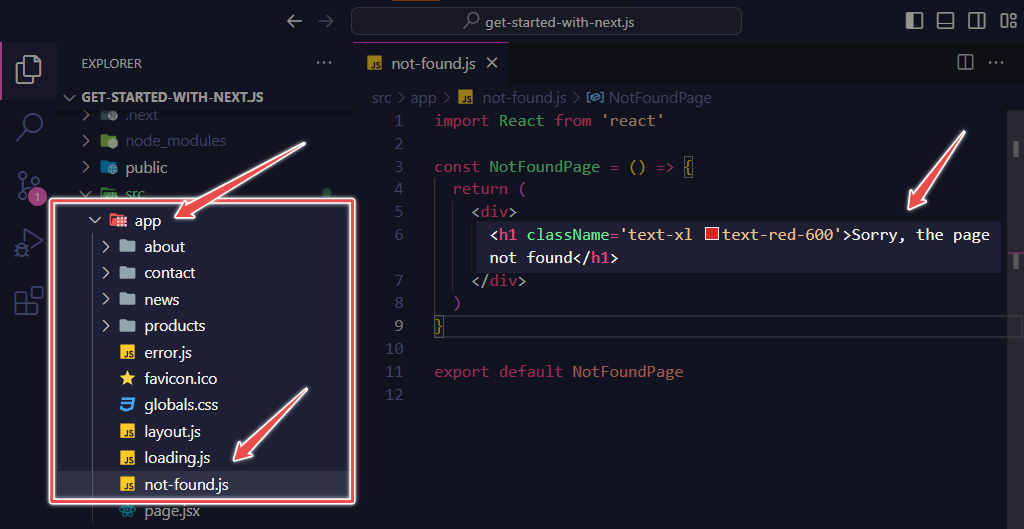 get-started-with-next.js
EXPLORER
not-found.js
GET-STARTED-WITH-NEXT.JS
src > app > JS not-found.js > NotFoundPage
.next
node_modules
public
src
app
about
contact
news
products
JS error.js
favicon.ico
globals.css
JS layout.js
JS loading.js
JS not-found.js
page.jsx
1
1 import React from 'react'
2
3 const NotFoundPage = () => {
4 return (
5 <div>
6 <h1 className='text-xl text-red-600'>Sorry, the page
not found</h1>
7 </div>
8 )
9 }
10
11 export default NotFoundPage
12